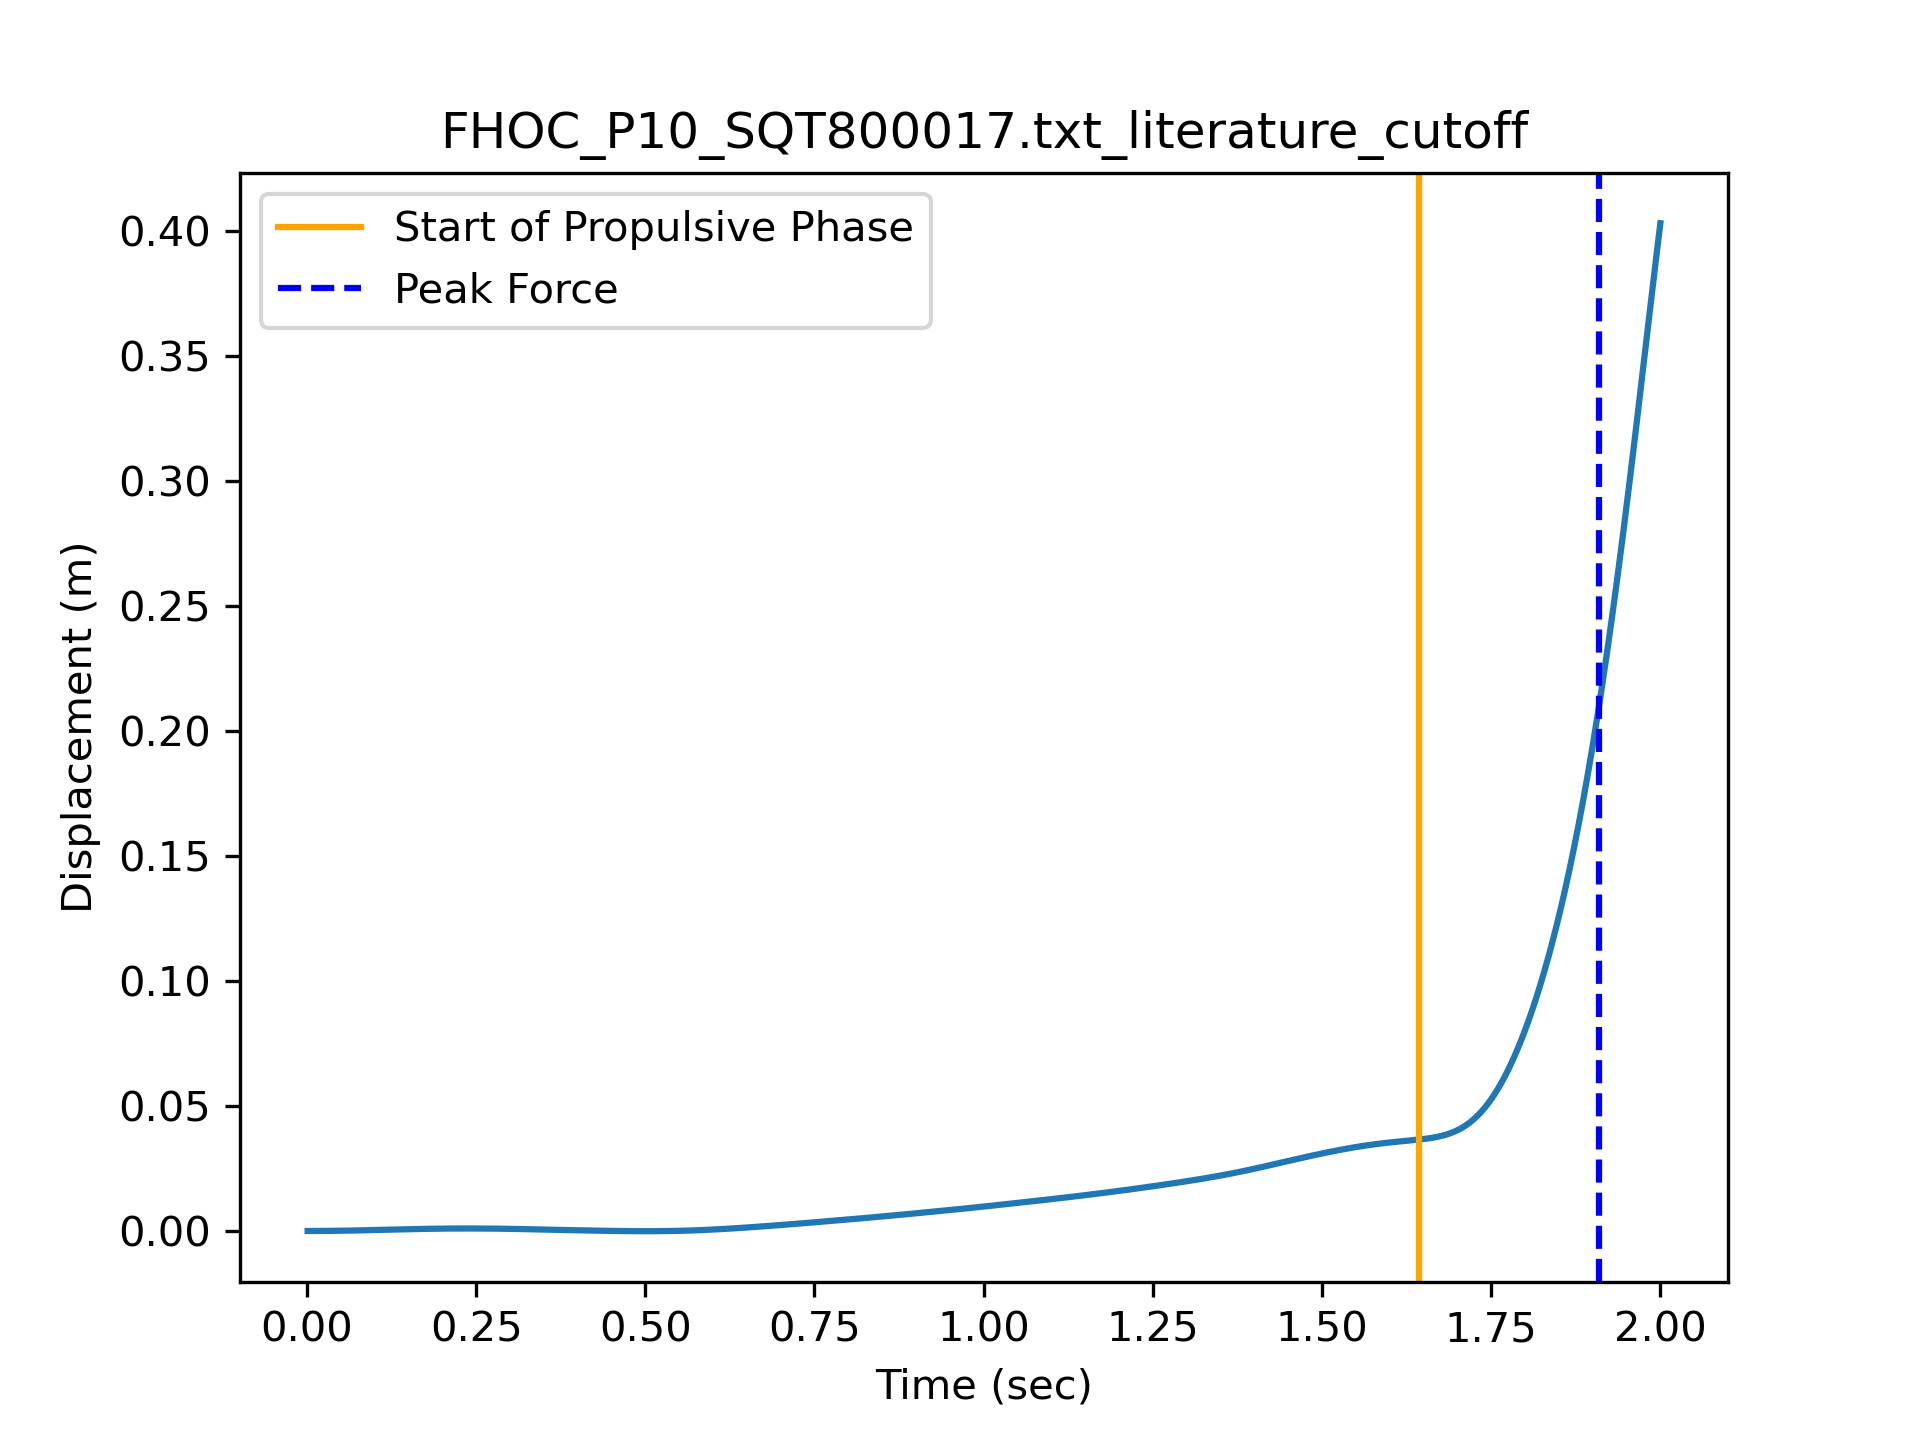 FHOC_P10_SQT800017.txt_literature_cutoff
Start of Propulsive Phase
Peak Force
0.40
0.35
0.30
0.25
0.20
0.15
0.10
0.05
0.00
Displacement (m)
0.00 0.25 0.50 0.75 1.00 1.25 1.50 1.75 2.00
Time (sec)